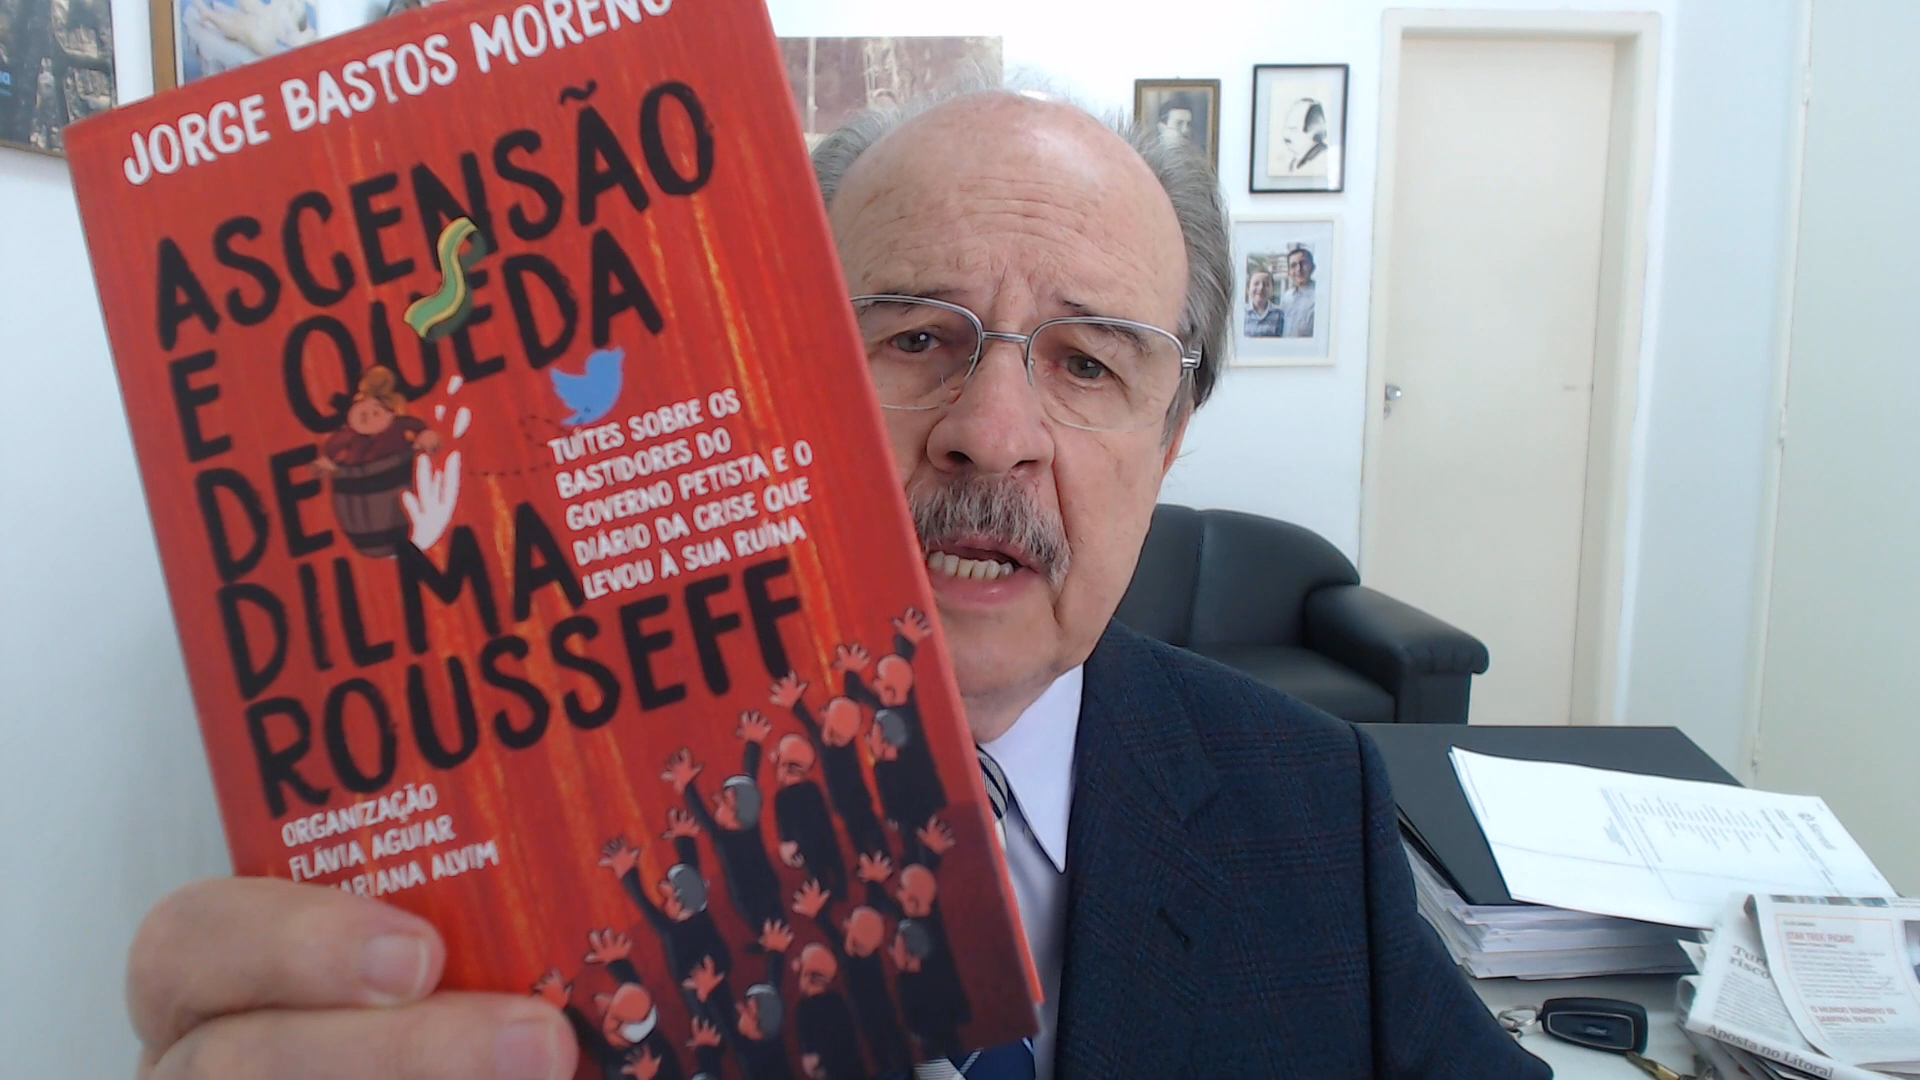 JORGE BASTOS MORENO
ASCENSÃO
E QUEDA
DE
DILMA
ROUSSEFF
TUÍTES SOBRE OS
BASTIDORES DO
GOVERNO PETISTA E O
DIÁRIO DA CRISE QUE
LEVOU À SUA RUÍNA
ORGANIZAÇÃO
FLÁVIA AGUIAR
ARIANA ALVIM
STAR TREK: PICARD
Aposta no Litoral